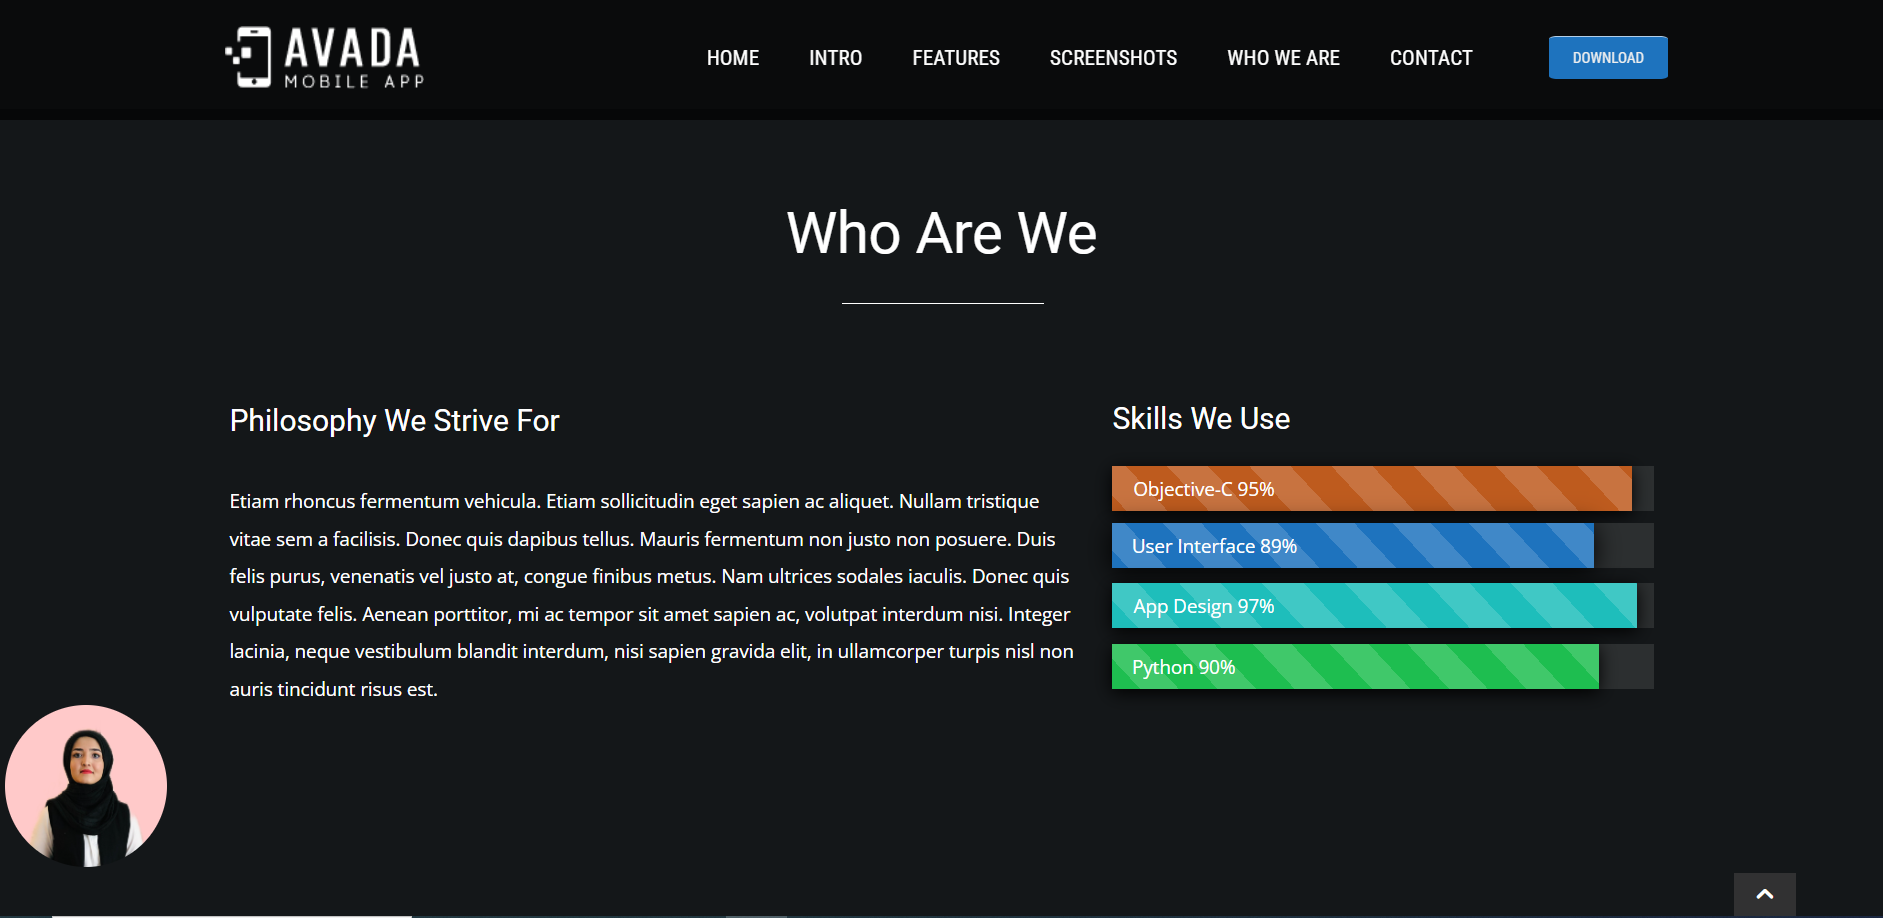 AVADA
MOBILE APP
HOME
INTRO
FEATURES
SCREENSHOTS
WHO WE ARE
CONTACT
DOWNLOAD
Who Are We
Philosophy We Strive For
Etiam rhoncus fermentum vehicula. Etiam sollicitudin eget sapien ac aliquet. Nullam tristique
vitae sem a facilisis. Donec quis dapibus tellus. Mauris fermentum non justo non posuere. Duis
felis purus, venenatis vel justo at, congue finibus metus. Nam ultrices sodales iaculis. Donec quis
vulputate felis. Aenean porttitor, mi ac tempor sit amet sapien ac, volutpat interdum nisi. Integer
lacinia, neque vestibulum blandit interdum, nisi sapien gravida elit, in ullamcorper turpis nisl non
auris tincidunt risus est.
Skills We Use
Objective-C 95%
User Interface 89%
App Design 97%
Python 90%